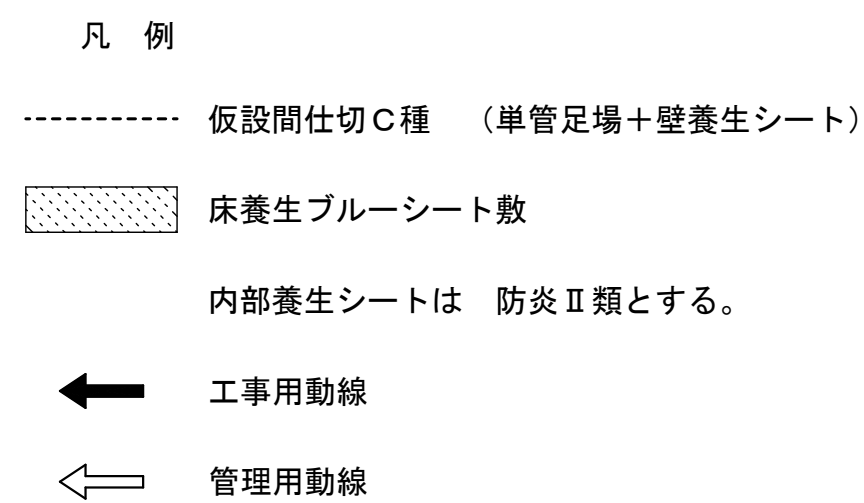 凡　例
仮設間仕切Ｃ種　（単管足場＋壁養生シート）
床養生ブルーシート敷
内部養生シートは　防炎Ⅱ類とする。
工事用動線
管理用動線